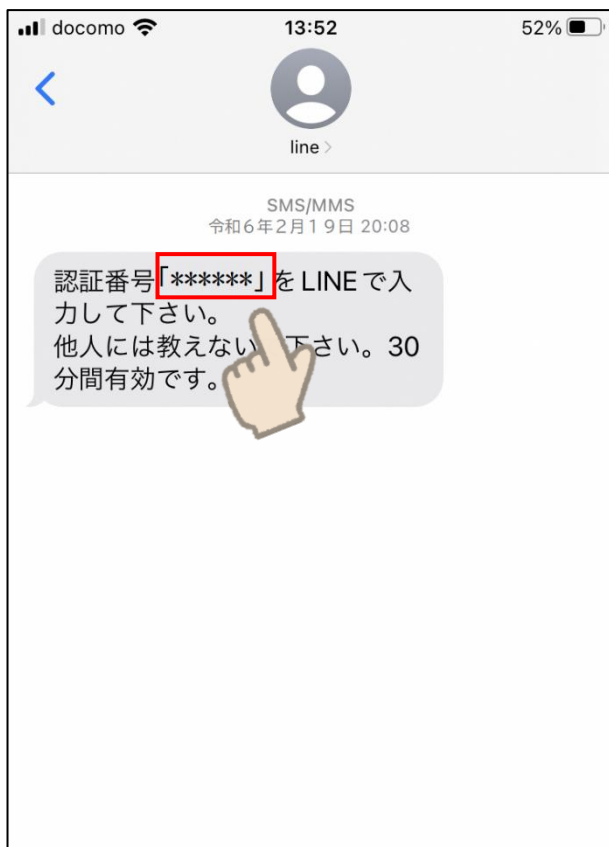 docomo 13:52 52%
line
SMS/MMS
令和6年2月19日 20:08
認証番号「******」をLINEで入
力して下さい。
他人には教えない 下さい。30
分間有効です。